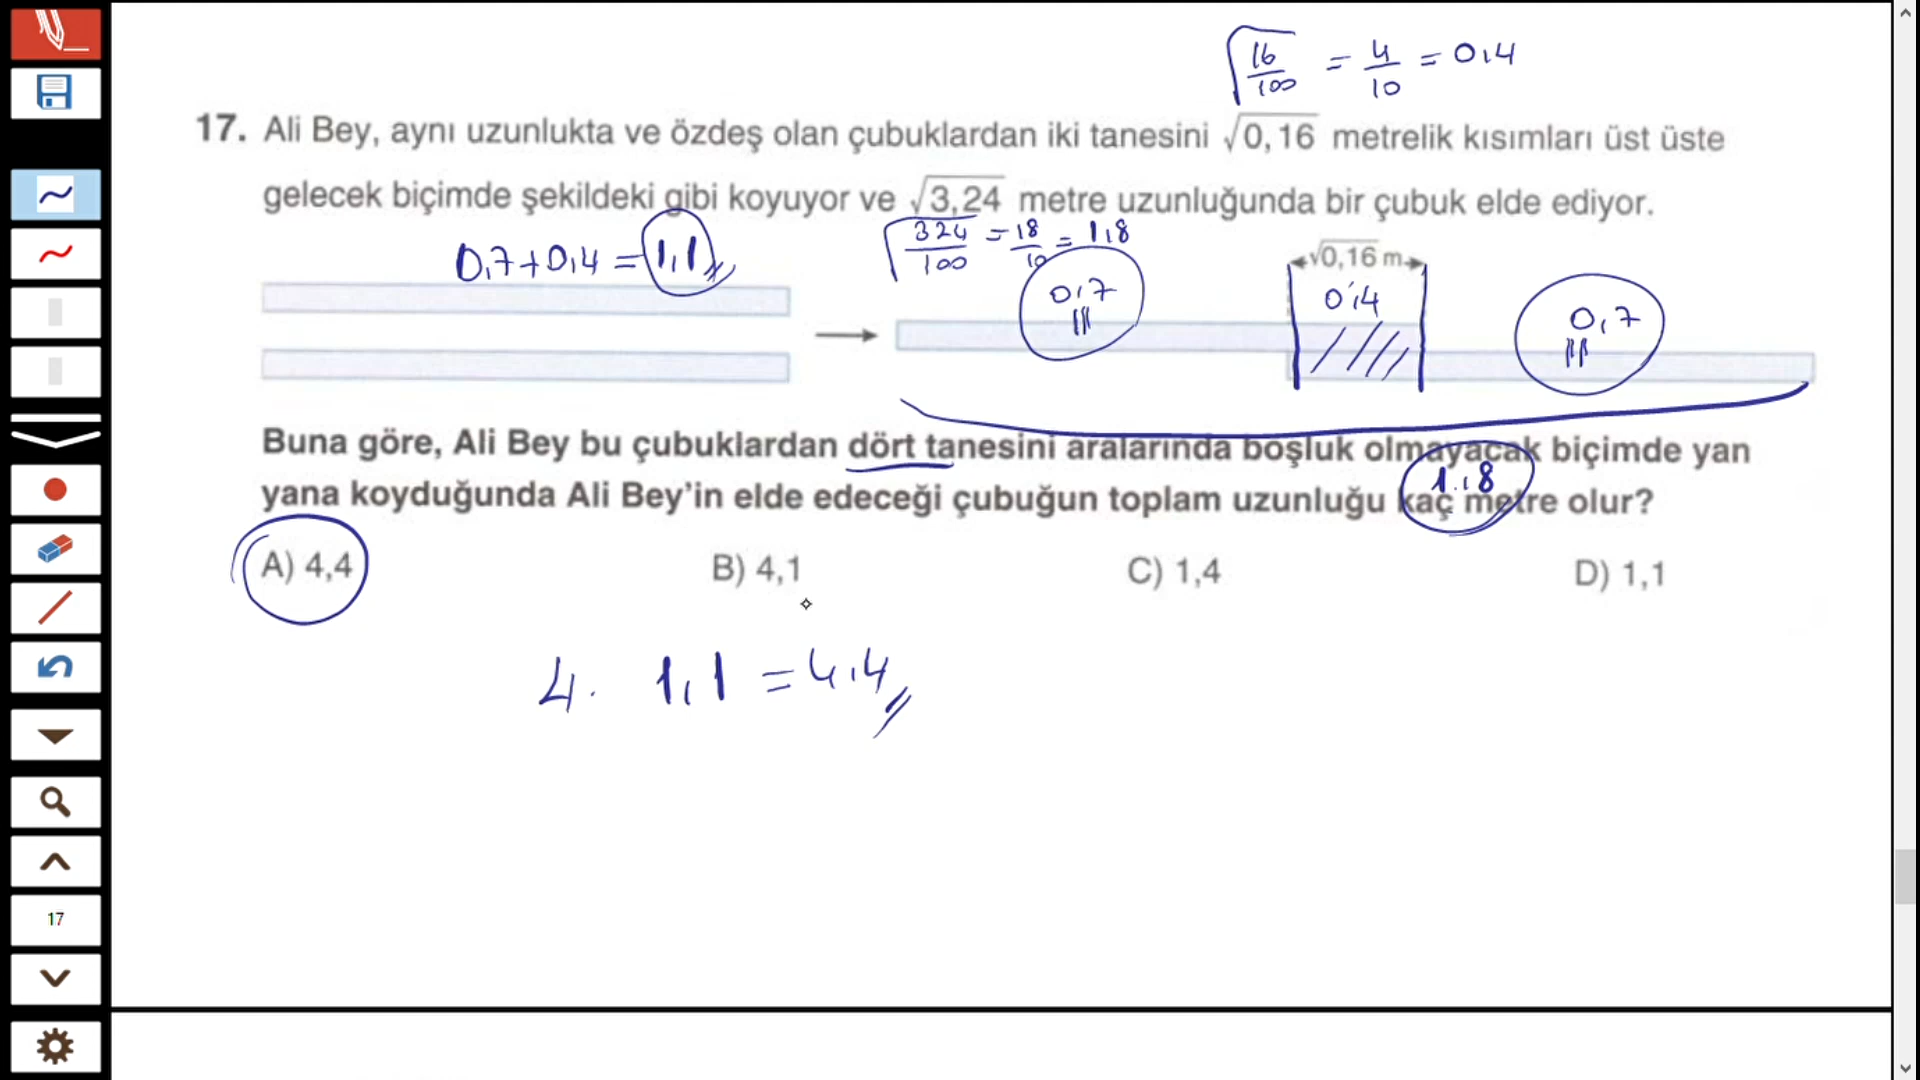 √16/100 = 4/10 = 0,4
17. Ali Bey, aynı uzunlukta ve özdeş olan çubuklardan iki tanesini √0,16 metrelik kısımları üst üste
gelecek biçimde şekildeki gibi koyuyor ve √3,24 metre uzunluğunda bir çubuk elde ediyor.
0,7+0,4 = 1,1
√324/100 = 18/10 = 1,8
√0,16 m
0,7
0,4
0,7
Buna göre, Ali Bey bu çubuklardan dört tanesini aralarında boşluk olmayacak biçimde yan
1,8
yana koyduğunda Ali Bey'in elde edeceği çubuğun toplam uzunluğu kaç metre olur?
A) 4,4 B) 4,1 C) 1,4 D) 1,1
4. 1,1 = 4,4
17